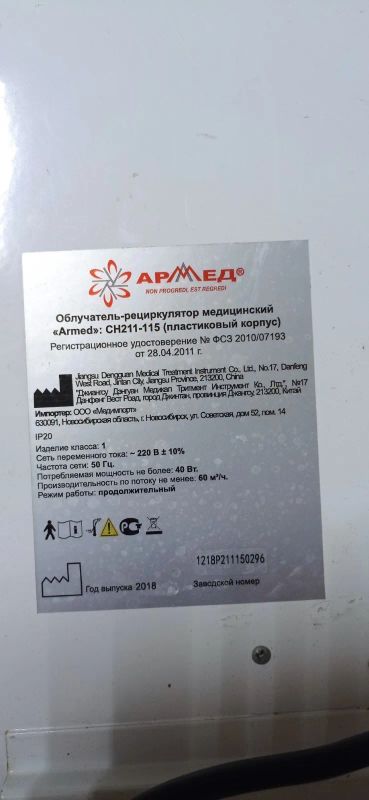 АРМЕД®
NON PROGREDI, EST REGREDI
Облучатель-рециркулятор медицинский
«Armed»: СН211-115 (пластиковый корпус)
Регистрационное удостоверение № ФСЗ 2010/07193
от 28.04.2011 г.
Jiangsu Dengguan Medical Treatment Instrument Co., Ltd., No.17, Danfeng
West Road, Jintan City, Jiangsu Province, 213200, China
"Джиангсу Дэнгуан Медикал Тритмент Инструмент Ко., Лтд", №17
Данфенг Вест Роад, город Джинтан, провинция Джангсу, 213200, Китай
Импортер: ООО «Медимпорт»
630091, Новосибирская область, г. Новосибирск, ул. Советская, дом 52, пом. 14
IP20
Изделие класса: 1
Сеть переменного тока: ~ 220 В ± 10%
Частота сети: 50 Гц.
Потребляемая мощность не более: 40 Вт.
Производительность по потоку не менее: 60 м³/ч.
Режим работы: продолжительный
1218P211150296
Год выпуска 2018
Заводской номер